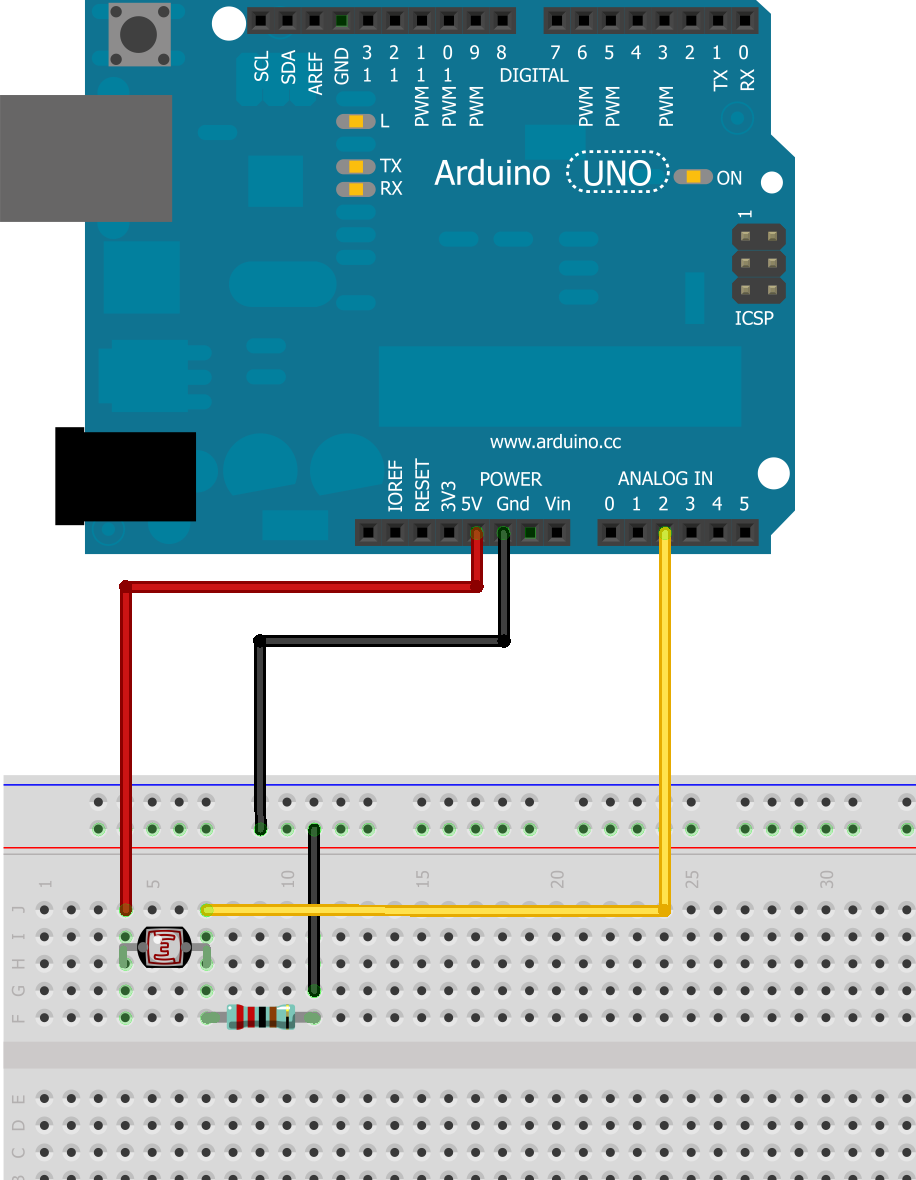 SCL SDA AREF GND 13 12 11 10 9 8 7 6 5 4 3 2 1 0
DIGITAL
PWM PWM PWM PWM PWM PWM TX RX
L
TX
RX
Arduino UNO ON
1
ICSP
www.arduino.cc
POWER ANALOG IN
IOREF RESET 3V3 5V Gnd Vin 0 1 2 3 4 5
1 5 10 15 20 25 30
J
I
H
G
F
E
D
C
B